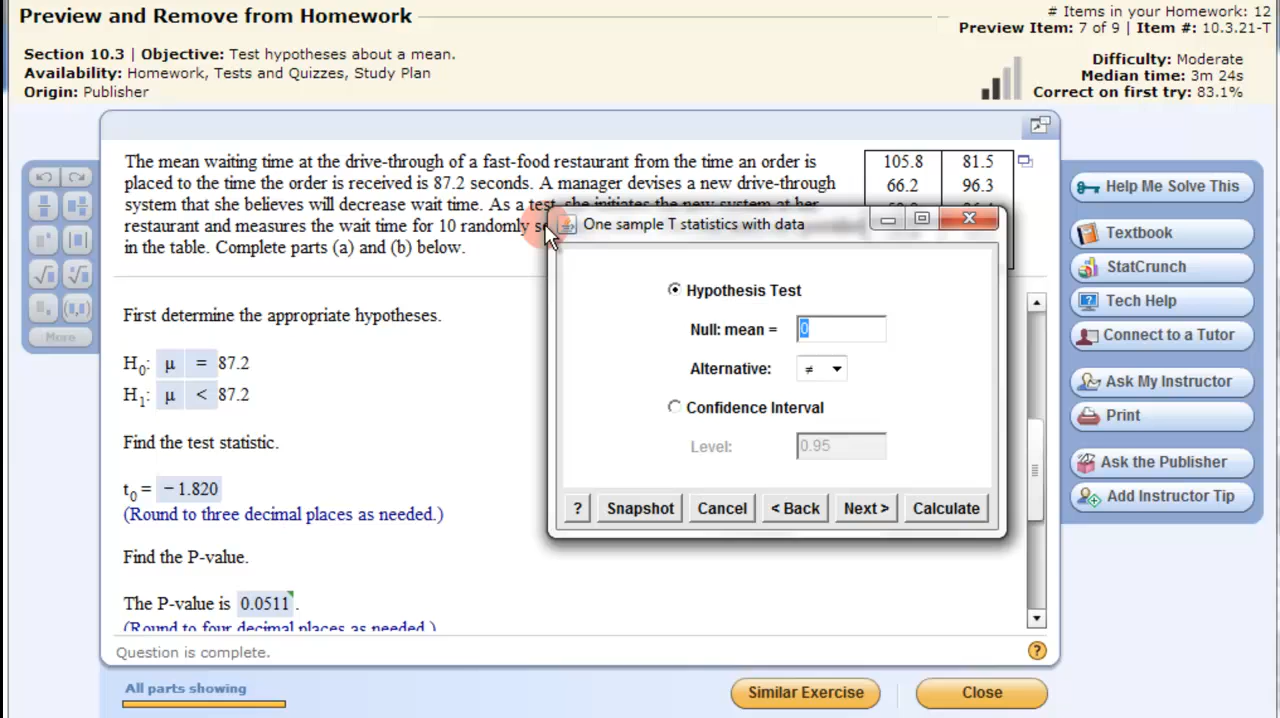 Preview and Remove from Homework
# Items in your Homework: 12
Preview Item: 7 of 9 | Item #: 10.3.21-T
Section 10.3 | Objective: Test hypotheses about a mean.
Availability: Homework, Tests and Quizzes, Study Plan
Origin: Publisher
Difficulty: Moderate
Median time: 3m 24s
Correct on first try: 83.1%
The mean waiting time at the drive-through of a fast-food restaurant from the time an order is
placed to the time the order is received is 87.2 seconds. A manager devises a new drive-through
system that she believes will decrease wait time. As a test, she initiates the new system at her
restaurant and measures the wait time for 10 randomly
in the table. Complete parts (a) and (b) below.
105.8 81.5
66.2 96.3
First determine the appropriate hypotheses.
H0: μ = 87.2
H1: μ < 87.2
Find the test statistic.
t0 = − 1.820
(Round to three decimal places as needed.)
Find the P-value.
The P-value is 0.0511.
(Round to four decimal places as needed.)
Question is complete.
?
More
One sample T statistics with data
Hypothesis Test
Null: mean = 0
Alternative: ≠
Confidence Interval
Level: 0.95
? Snapshot Cancel < Back Next > Calculate
Help Me Solve This
Textbook
StatCrunch
Tech Help
Connect to a Tutor
Ask My Instructor
Print
Ask the Publisher
Add Instructor Tip
All parts showing
Similar Exercise
Close